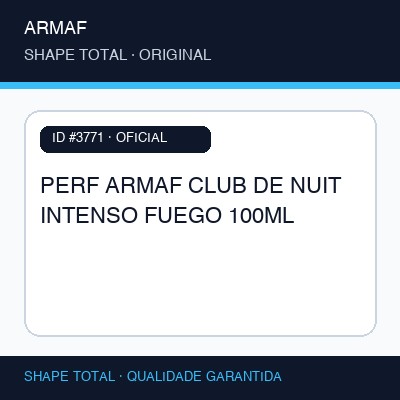 ARMAF
SHAPE TOTAL · ORIGINAL
ID #3771 · OFICIAL
PERF ARMAF CLUB DE NUIT
INTENSO FUEGO 100ML
SHAPE TOTAL · QUALIDADE GARANTIDA